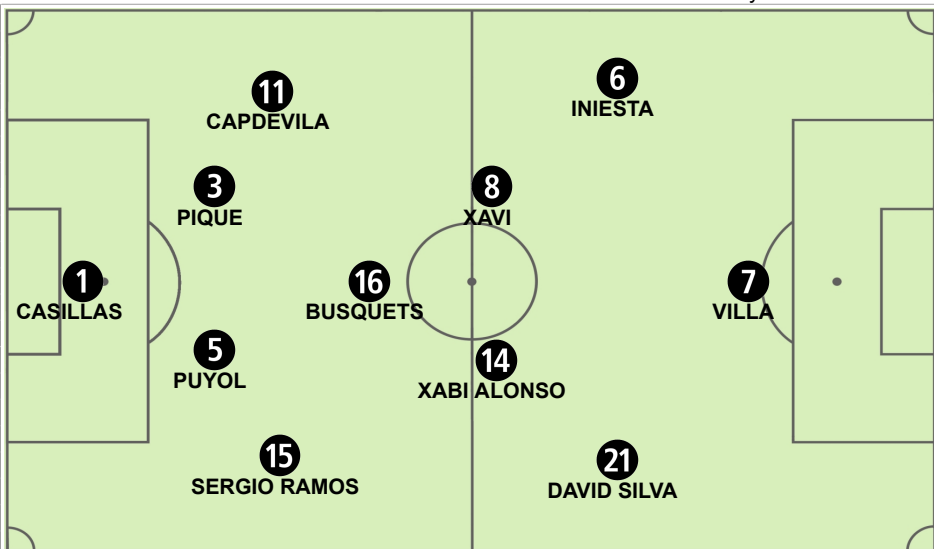 6
INIESTA
11
CAPDEVILA
3
PIQUE
8
XAVI
1
CASILLAS
16
BUSQUETS
7
VILLA
5
PUYOL
14
XABI ALONSO
15
SERGIO RAMOS
21
DAVID SILVA